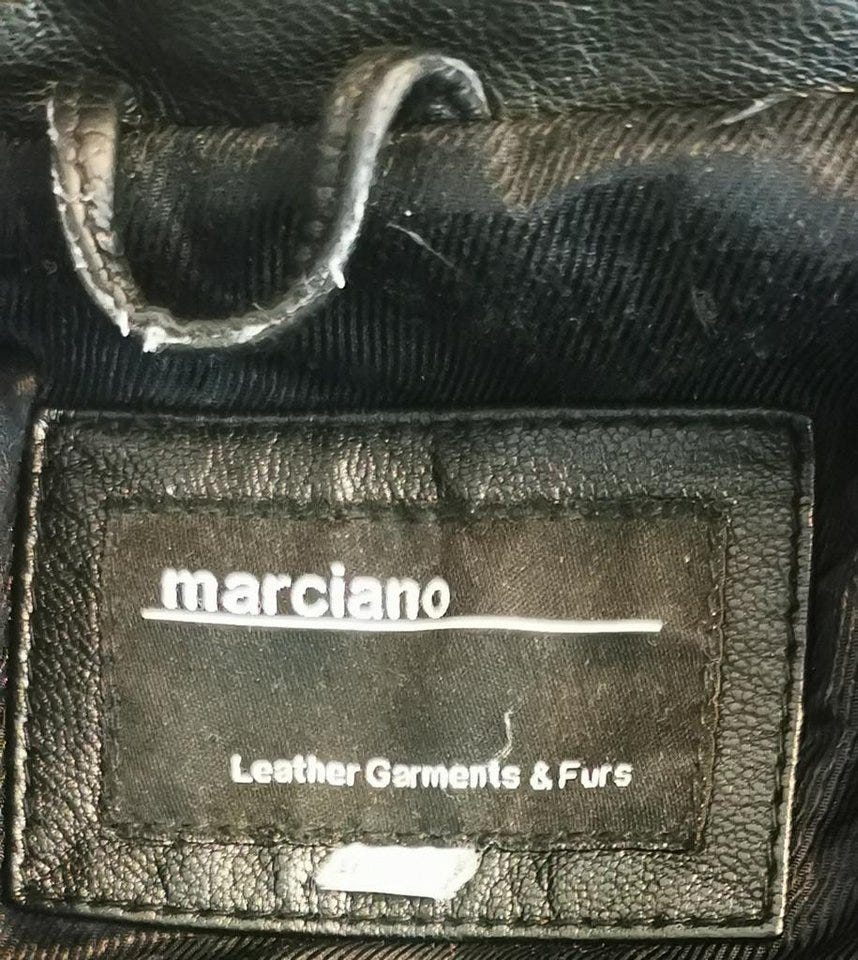 marciano
Leather Garments & Furs